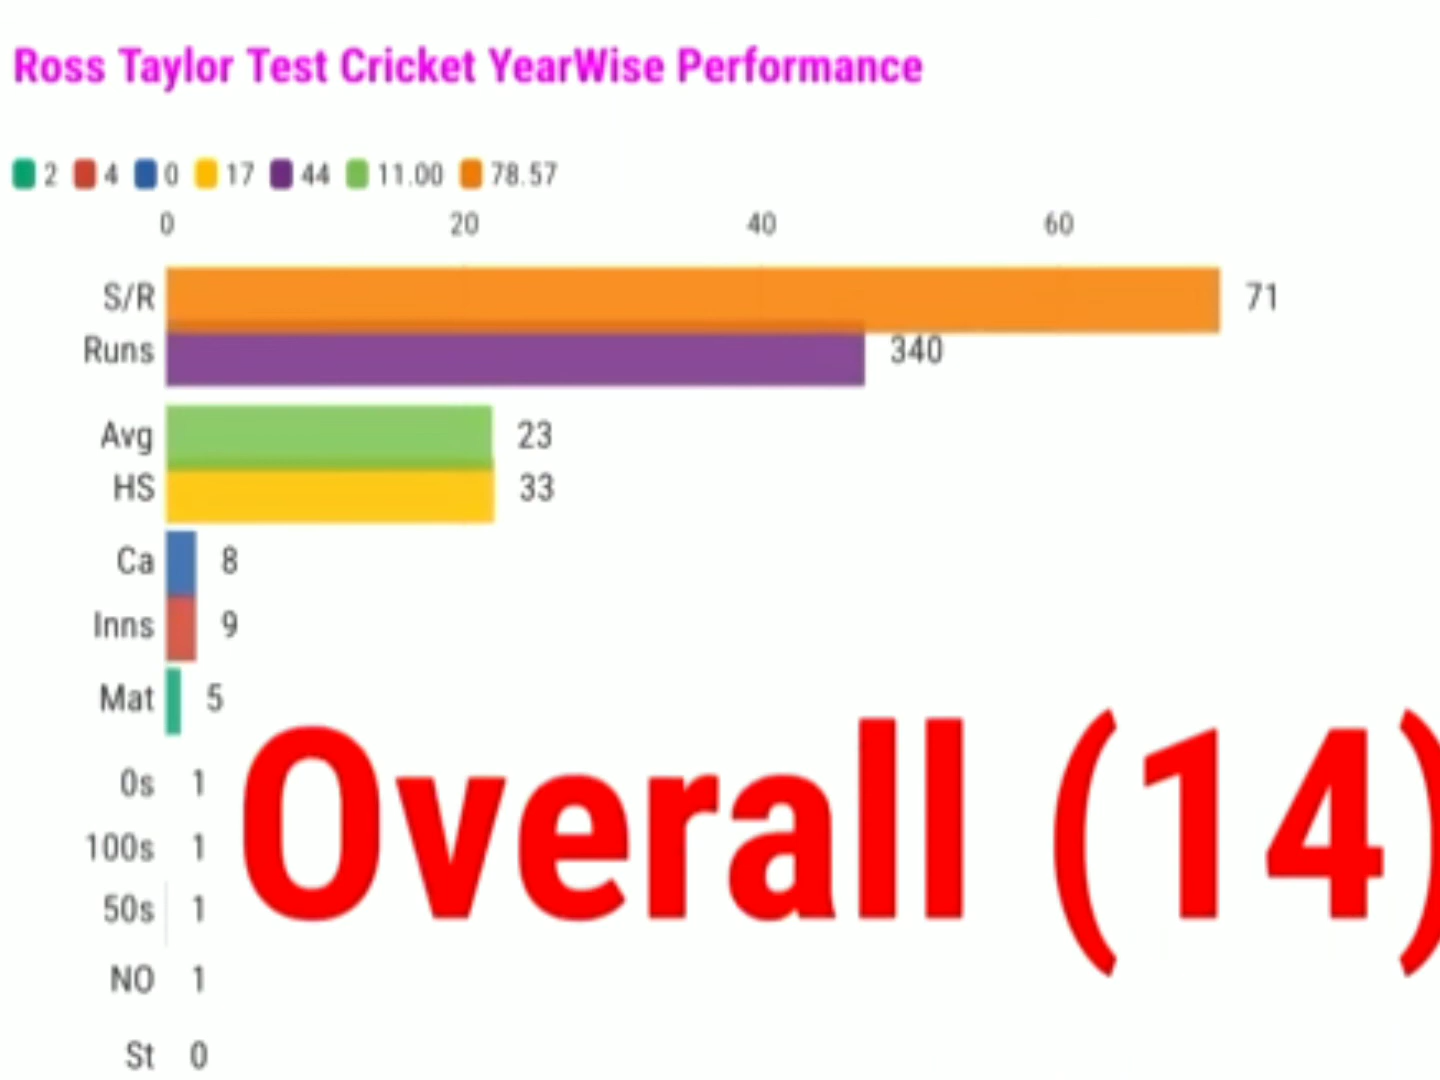 Ross Taylor Test Cricket YearWise Performance
2 4 0 17 44 11.00 78.57
0 20 40 60
S/R 71
Runs 340
Avg 23
HS 33
Ca 8
Inns 9
Mat 5
0s 1
100s 1
50s 1
NO 1
St 0
Overall (14)